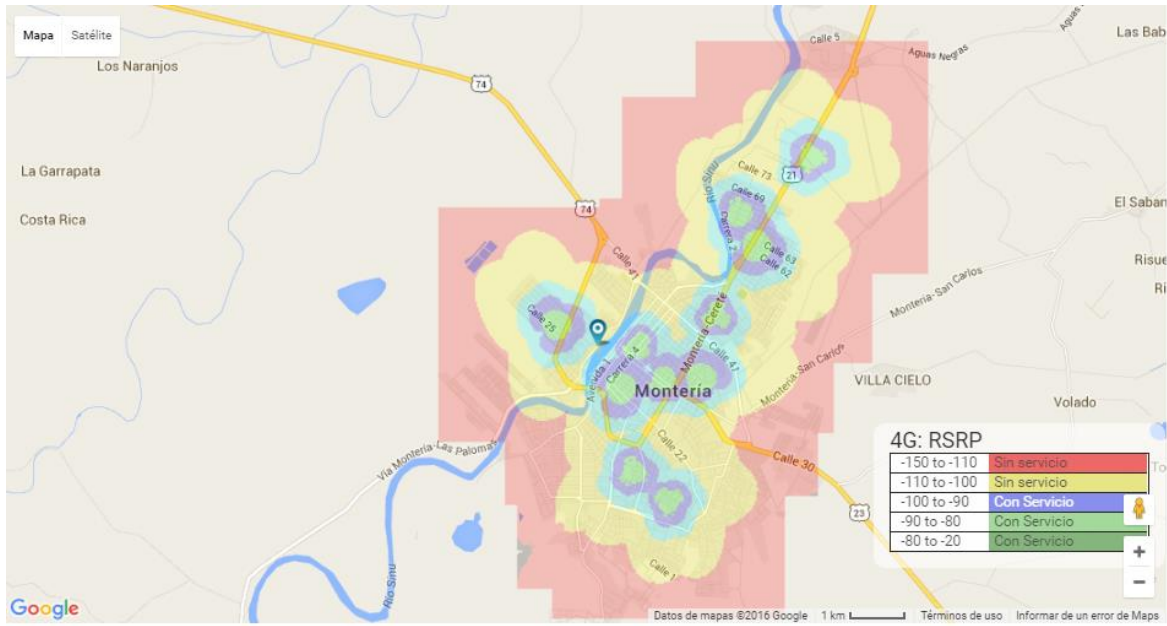 Mapa Satélite
Calle 5
Aguas Negras
Aguas
Las Bab
Los Naranjos
74
La Garrapata
Calle 73
21
Río Sinú
Calle 69
Costa Rica
74
El Saban
Carrera 2
Calle 63
Calle 62
Calle 41
Risue
Rí
Montería-San Carlos
Calle 25
Montería-Cereté
Carrera 4
Calle 41
Avenida 1
Montería
Montería-San Carlos
VILLA CIELO
Volado
Vía Montería-Las Palomas
Calle 22
Calle 30
23
4G: RSRP
-150 to -110 Sin servicio
-110 to -100 Sin servicio
-100 to -90 Con Servicio
-90 to -80 Con Servicio
-80 to -20 Con Servicio
To
Calle 1
Río Sinu
+
−
Google
Datos de mapas ©2016 Google 1 km Términos de uso Informar de un error de Maps